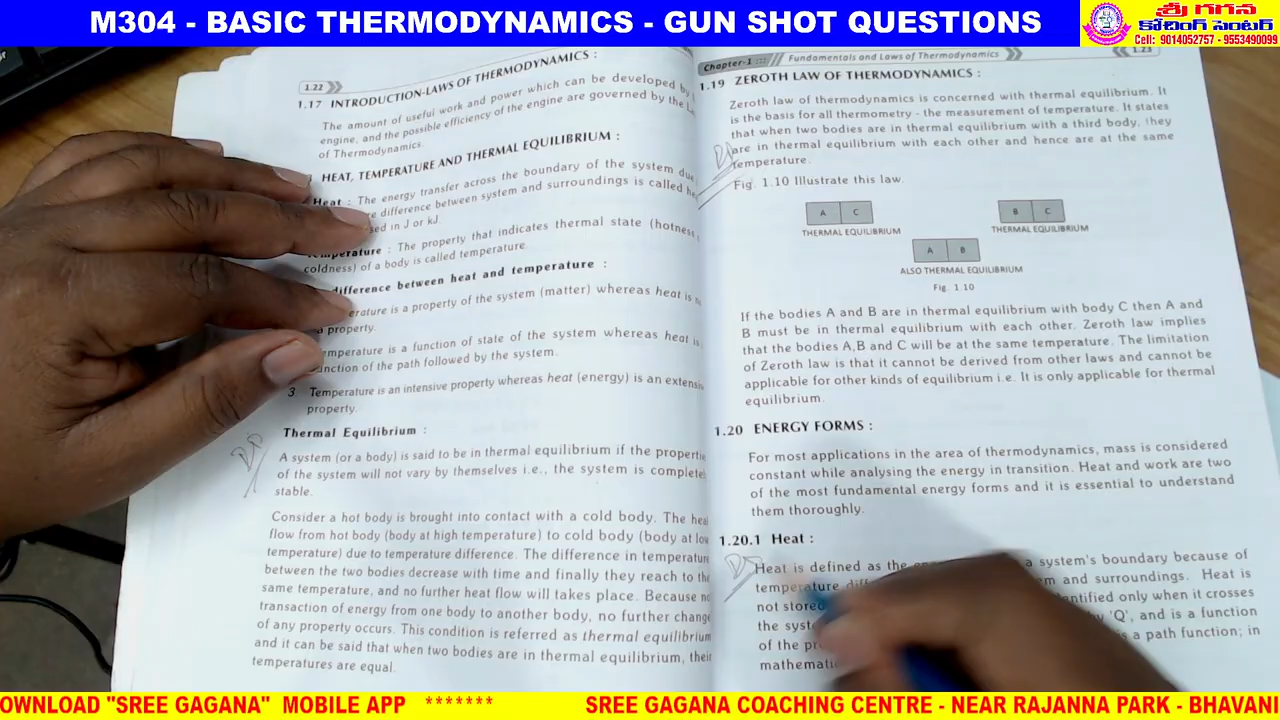 M304 - BASIC THERMODYNAMICS - GUN SHOT QUESTIONS
శ్రీ గగన
కోచింగ్ సెంటర్
Cell: 9014052757 - 9553490099
1.22
1.17 INTRODUCTION-LAWS OF THERMODYNAMICS :
The amount of useful work and power which can be developed by
engine, and the possible efficiency of the engine are governed by the
of Thermodynamics.
HEAT, TEMPERATURE AND THERMAL EQUILIBRIUM :
Heat : The energy transfer across the boundary of the system due
difference between system and surroundings is called
in J or kJ.
: The property that indicates thermal state (hotness
coldness) of a body is called temperature.
difference between heat and temperature :
is a property of the system (matter) whereas heat is
property.
is a function of state of the system whereas heat is
of the path followed by the system.
3 Temperature is an intensive property whereas heat (energy) is an
property.
Thermal Equilibrium :
A system (or a body) is said to be in thermal equilibrium if the
of the system will not vary by themselves i.e., the system is
stable.
Consider a hot body is brought into contact with a cold body. The
flow from hot body (body at high temperature) to cold body (body at low
temperature) due to temperature difference. The difference in temperature
between the two bodies decrease with time and finally they reach to the
same temperature, and no further heat flow will takes place. Because no
transaction of energy from one body to another body, no further change
of any property occurs. This condition is referred as thermal equilibrium
and it can be said that when two bodies are in thermal equilibrium, their
temperatures are equal.
Chapter-1 Fundamentals and Laws of Thermodynamics 1.23
1.19 ZEROTH LAW OF THERMODYNAMICS :
Zeroth law of thermodynamics is concerned with thermal equilibrium. It
is the basis for all thermometry - the measurement of temperature. It states
that when two bodies are in thermal equilibrium with a third body, they
are in thermal equilibrium with each other and hence are at the same
temperature.
Fig. 1.10 Illustrate this law.
A C B C
THERMAL EQUILIBRIUM THERMAL EQUILIBRIUM
A B
ALSO THERMAL EQUILIBRIUM
Fig. 1.10
If the bodies A and B are in thermal equilibrium with body C then A and
B must be in thermal equilibrium with each other. Zeroth law implies
that the bodies A,B and C will be at the same temperature. The limitation
of Zeroth law is that it cannot be derived from other laws and cannot be
applicable for other kinds of equilibrium i.e. It is only applicable for thermal
equilibrium.
1.20 ENERGY FORMS :
For most applications in the area of thermodynamics, mass is considered
constant while analysing the energy in transition. Heat and work are two
of the most fundamental energy forms and it is essential to understand
them thoroughly.
1.20.1 Heat :
Heat is defined as the a system's boundary because of
temperature and surroundings. Heat is
not stored only when it crosses
the 'Q', and is a function
of the is a path function; in
OWNLOAD "SREE GAGANA" MOBILE APP ******* SREE GAGANA COACHING CENTRE - NEAR RAJANNA PARK - BHAVANI